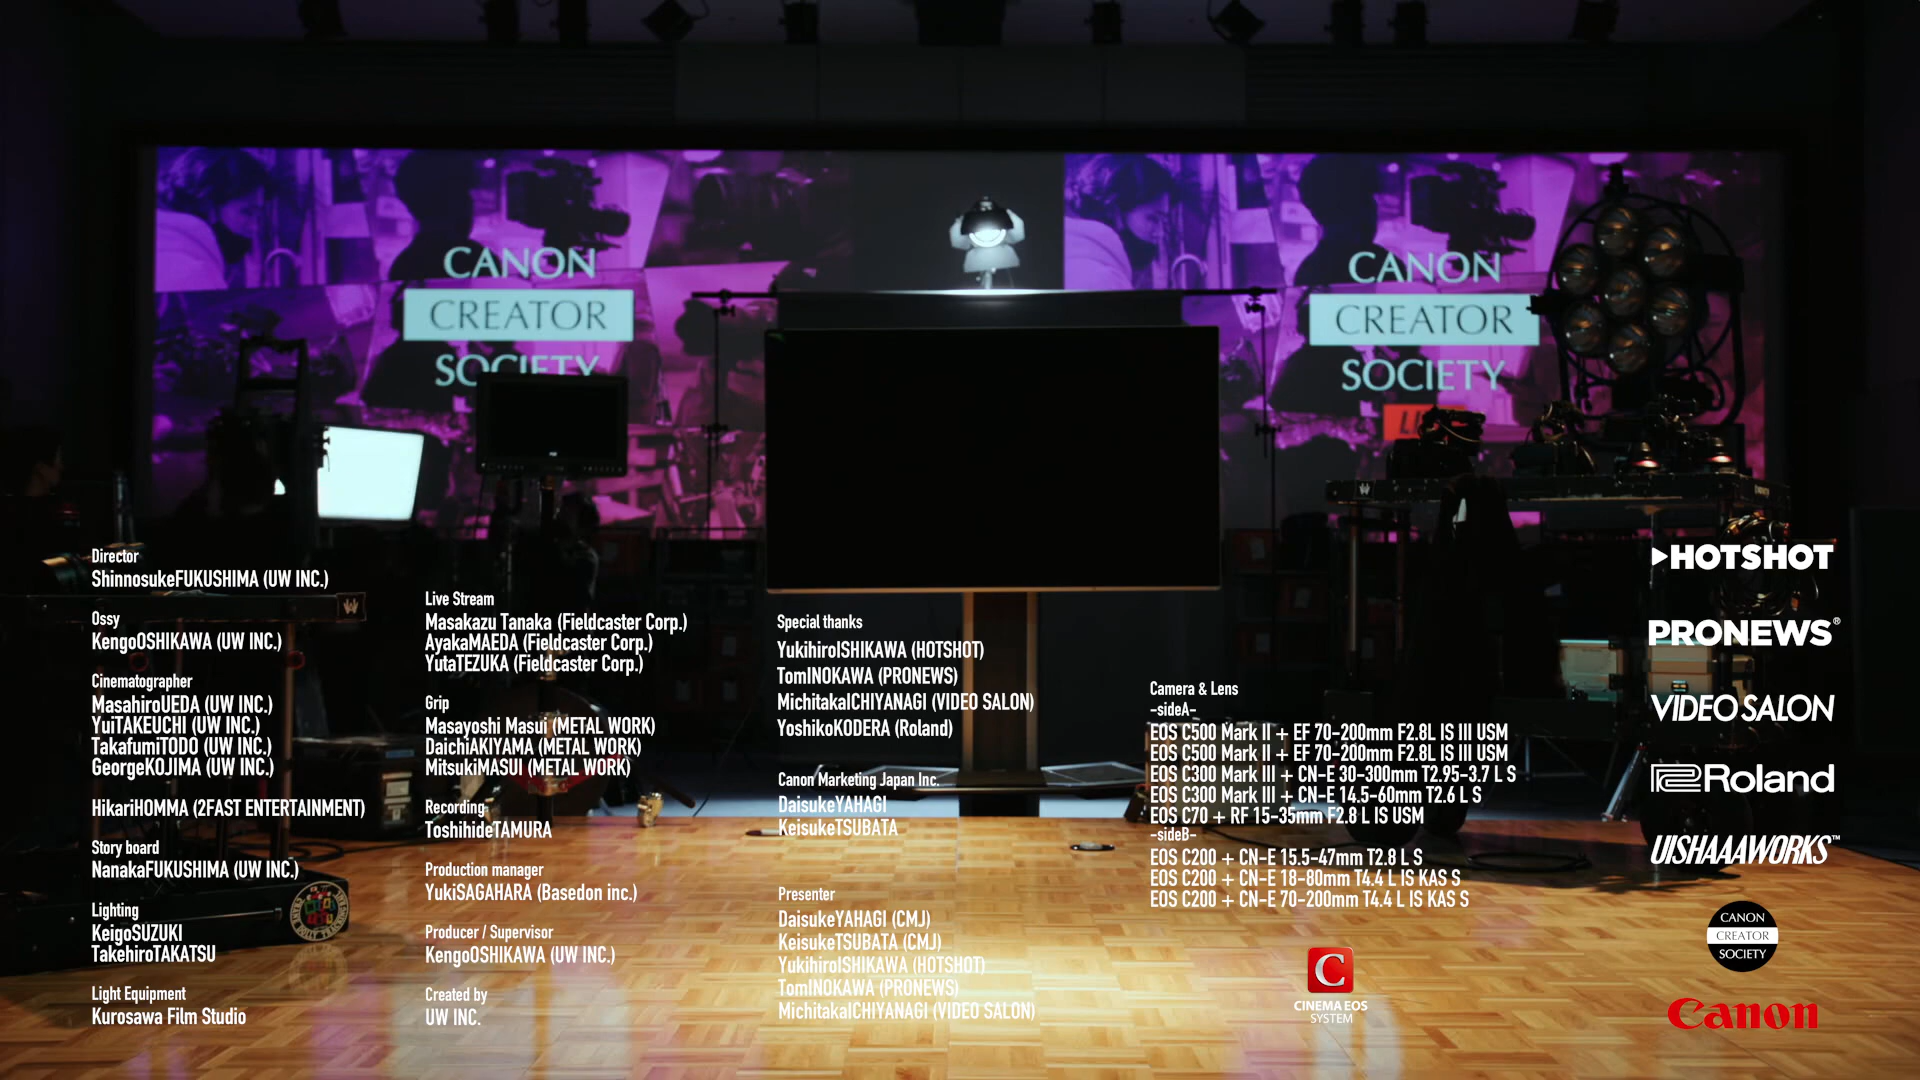 CANON
CREATOR
SOCIETY
CANON
CREATOR
SOCIETY
Director
ShinnosukeFUKUSHIMA (UW INC.)
Ossy
KengoOSHIKAWA (UW INC.)
Cinematographer
MasahiroUEDA (UW INC.)
YuiTAKEUCHI (UW INC.)
TakafumiTODO (UW INC.)
GeorgeKOJIMA (UW INC.)
HikariHOMMA (2FAST ENTERTAINMENT)
Story board
NanakaFUKUSHIMA (UW INC.)
Lighting
KeigoSUZUKI
TakehiroTAKATSU
Light Equipment
Kurosawa Film Studio
Live Stream
Masakazu Tanaka (Fieldcaster Corp.)
AyakaMAEDA (Fieldcaster Corp.)
YutaTEZUKA (Fieldcaster Corp.)
Grip
Masayoshi Masui (METAL WORK)
DaichiAKIYAMA (METAL WORK)
MitsukiMASUI (METAL WORK)
Recording
ToshihideTAMURA
Production manager
YukiSAGAHARA (Basedon inc.)
Producer / Supervisor
KengoOSHIKAWA (UW INC.)
Created by
UW INC.
Special thanks
YukihiroISHIKAWA (HOTSHOT)
TomINOKAWA (PRONEWS)
MichitakaICHIYANAGI (VIDEO SALON)
YoshikoKODERA (Roland)
Canon Marketing Japan Inc.
DaisukeYAHAGI
KeisukeTSUBATA
Presenter
DaisukeYAHAGI (CMJ)
KeisukeTSUBATA (CMJ)
YukihiroISHIKAWA (HOTSHOT)
TomINOKAWA (PRONEWS)
MichitakaICHIYANAGI (VIDEO SALON)
Camera & Lens
-sideA-
EOS C500 Mark II + EF 70-200mm F2.8L IS III USM
EOS C500 Mark II + EF 70-200mm F2.8L IS III USM
EOS C300 Mark III + CN-E 30-300mm T2.95-3.7 L S
EOS C300 Mark III + CN-E 14.5-60mm T2.6 L S
EOS C70 + RF 15-35mm F2.8 L IS USM
-sideB-
EOS C200 + CN-E 15.5-47mm T2.8 L S
EOS C200 + CN-E 18-80mm T4.4 L IS KAS S
EOS C200 + CN-E 70-200mm T4.4 L IS KAS S
C
CINEMA EOS
SYSTEM
HOTSHOT
PRONEWS®
VIDEO SALON
Roland
UISHAAAWORKS™
CANON
CREATOR
SOCIETY
Canon